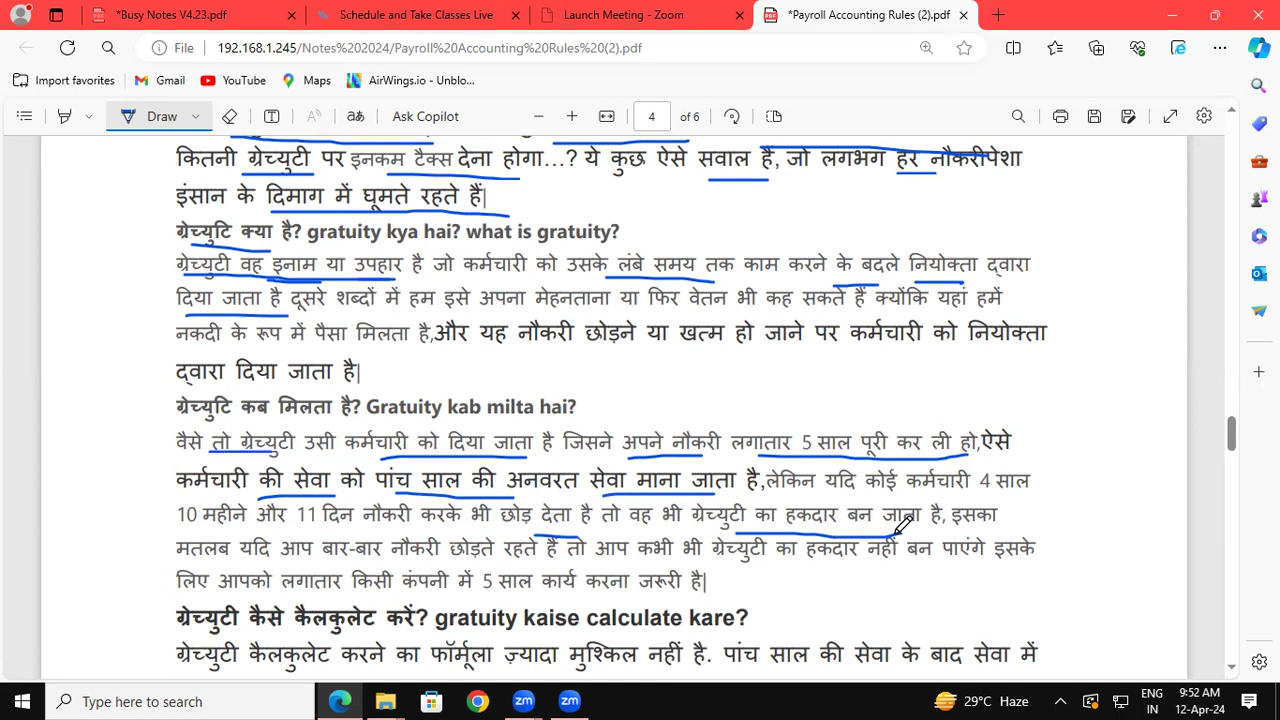 *Busy Notes V4.23.pdf
Schedule and Take Classes Live
Launch Meeting - Zoom
*Payroll Accounting Rules (2).pdf
File
192.168.1.245/Notes%202024/Payroll%20Accounting%20Rules%20(2).pdf
Import favorites
Gmail
YouTube
Maps
AirWings.io - Unblo...
Draw
Ask Copilot
4 of 6
कितनी ग्रेच्युटी पर इनकम टैक्स देना होगा...? ये कुछ ऐसे सवाल है, जो लगभग हर नौकरीपेशा
इंसान के दिमाग में घूमते रहते हैं|
ग्रेच्युटि क्या है? gratuity kya hai? what is gratuity?
ग्रेच्युटी वह इनाम या उपहार है जो कर्मचारी को उसके लंबे समय तक काम करने के बदले नियोक्ता द्वारा
दिया जाता है दूसरे शब्दों में हम इसे अपना मेहनताना या फिर वेतन भी कह सकते हैं क्योंकि यहां हमें
नकदी के रूप में पैसा मिलता है,और यह नौकरी छोड़ने या खत्म हो जाने पर कर्मचारी को नियोक्ता
द्वारा दिया जाता है|
ग्रेच्युटि कब मिलता है? Gratuity kab milta hai?
वैसे तो ग्रेच्युटी उसी कर्मचारी को दिया जाता है जिसने अपने नौकरी लगातार 5 साल पूरी कर ली हो,ऐसे
कर्मचारी की सेवा को पांच साल की अनवरत सेवा माना जाता है,लेकिन यदि कोई कर्मचारी 4 साल
10 महीने और 11 दिन नौकरी करके भी छोड़ देता है तो वह भी ग्रेच्युटी का हकदार बन जाता है, इसका
मतलब यदि आप बार-बार नौकरी छोड़ते रहते हैं तो आप कभी भी ग्रेच्युटी का हकदार नहीं बन पाएंगे इसके
लिए आपको लगातार किसी कंपनी में 5 साल कार्य करना जरूरी है|
ग्रेच्युटी कैसे कैलकुलेट करें? gratuity kaise calculate kare?
ग्रेच्युटी कैलकुलेट करने का फॉर्मूला ज़्यादा मुश्किल नहीं है. पांच साल की सेवा के बाद सेवा में
Type here to search
29°C Haze
ENG
IN
9:52 AM
12-Apr-24